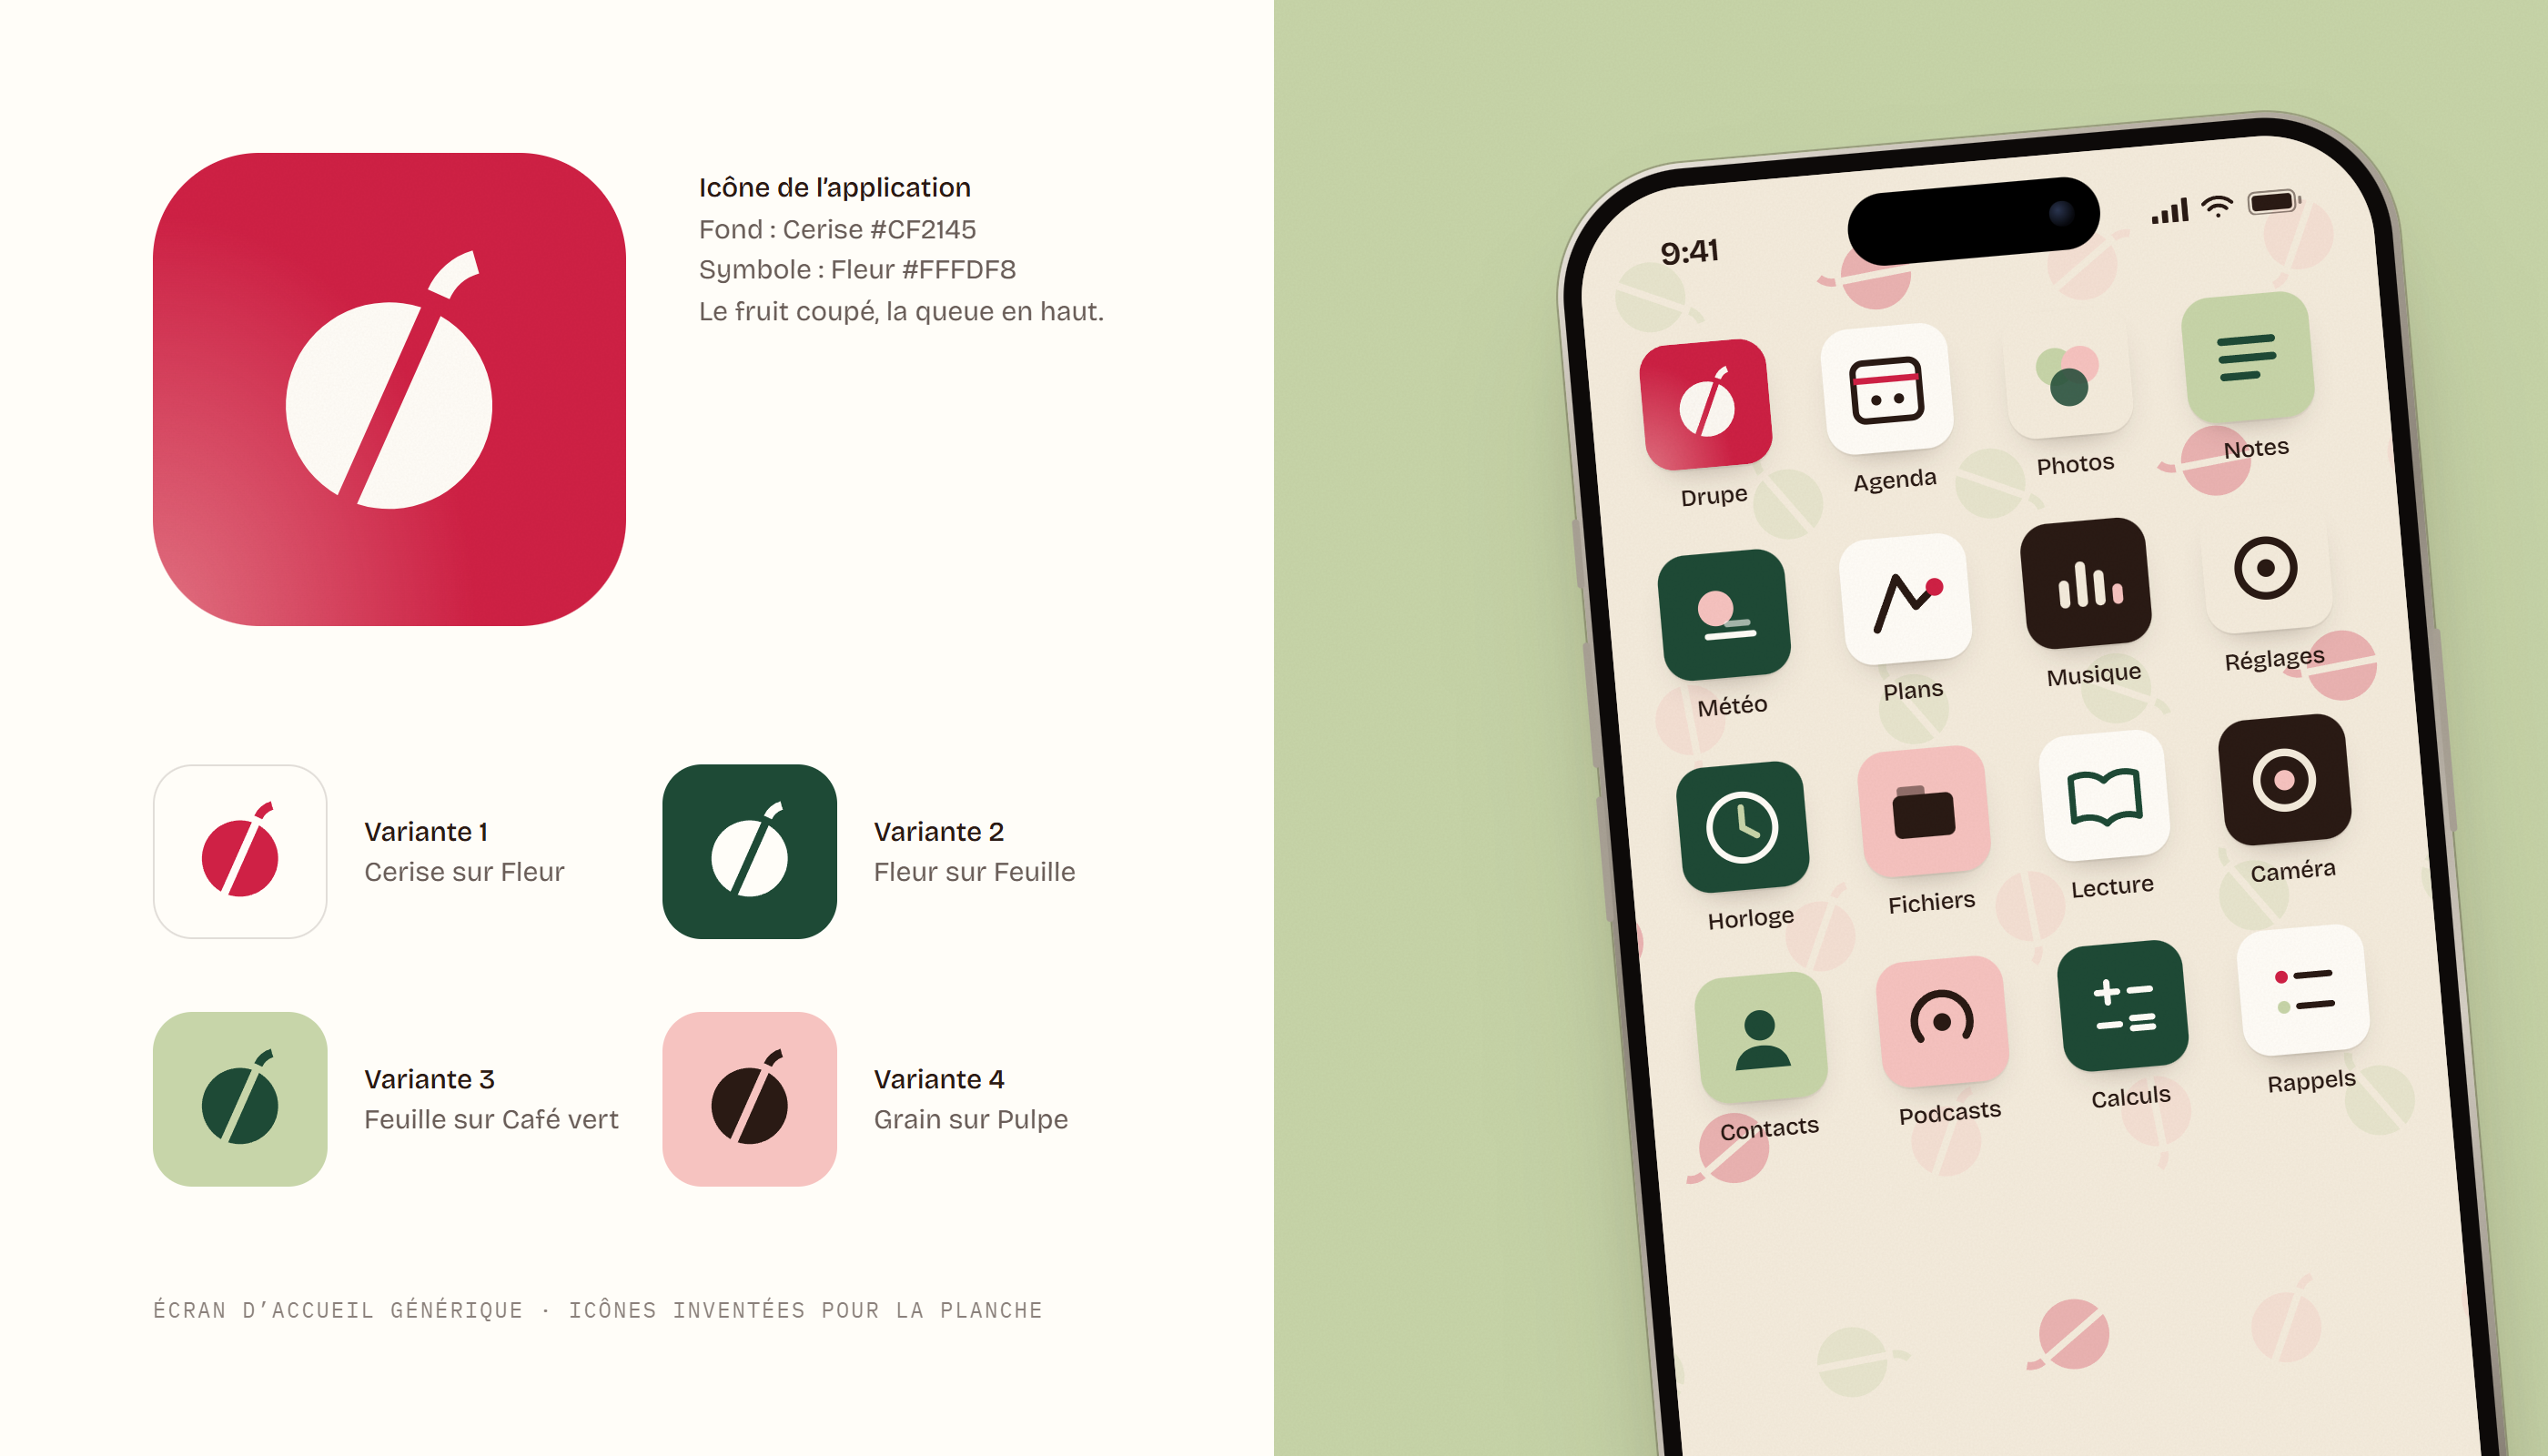 Icône de l’application
Fond : Cerise #CF2145
Symbole : Fleur #FFFDF8
Le fruit coupé, la queue en haut.
Variante 1
Cerise sur Fleur
Variante 2
Fleur sur Feuille
Variante 3
Feuille sur Café vert
Variante 4
Grain sur Pulpe
ÉCRAN D’ACCUEIL GÉNÉRIQUE · ICÔNES INVENTÉES POUR LA PLANCHE
9:41
Drupe
Agenda
Photos
Notes
Météo
Plans
Musique
Réglages
Horloge
Fichiers
Lecture
Caméra
Contacts
Podcasts
Calculs
Rappels